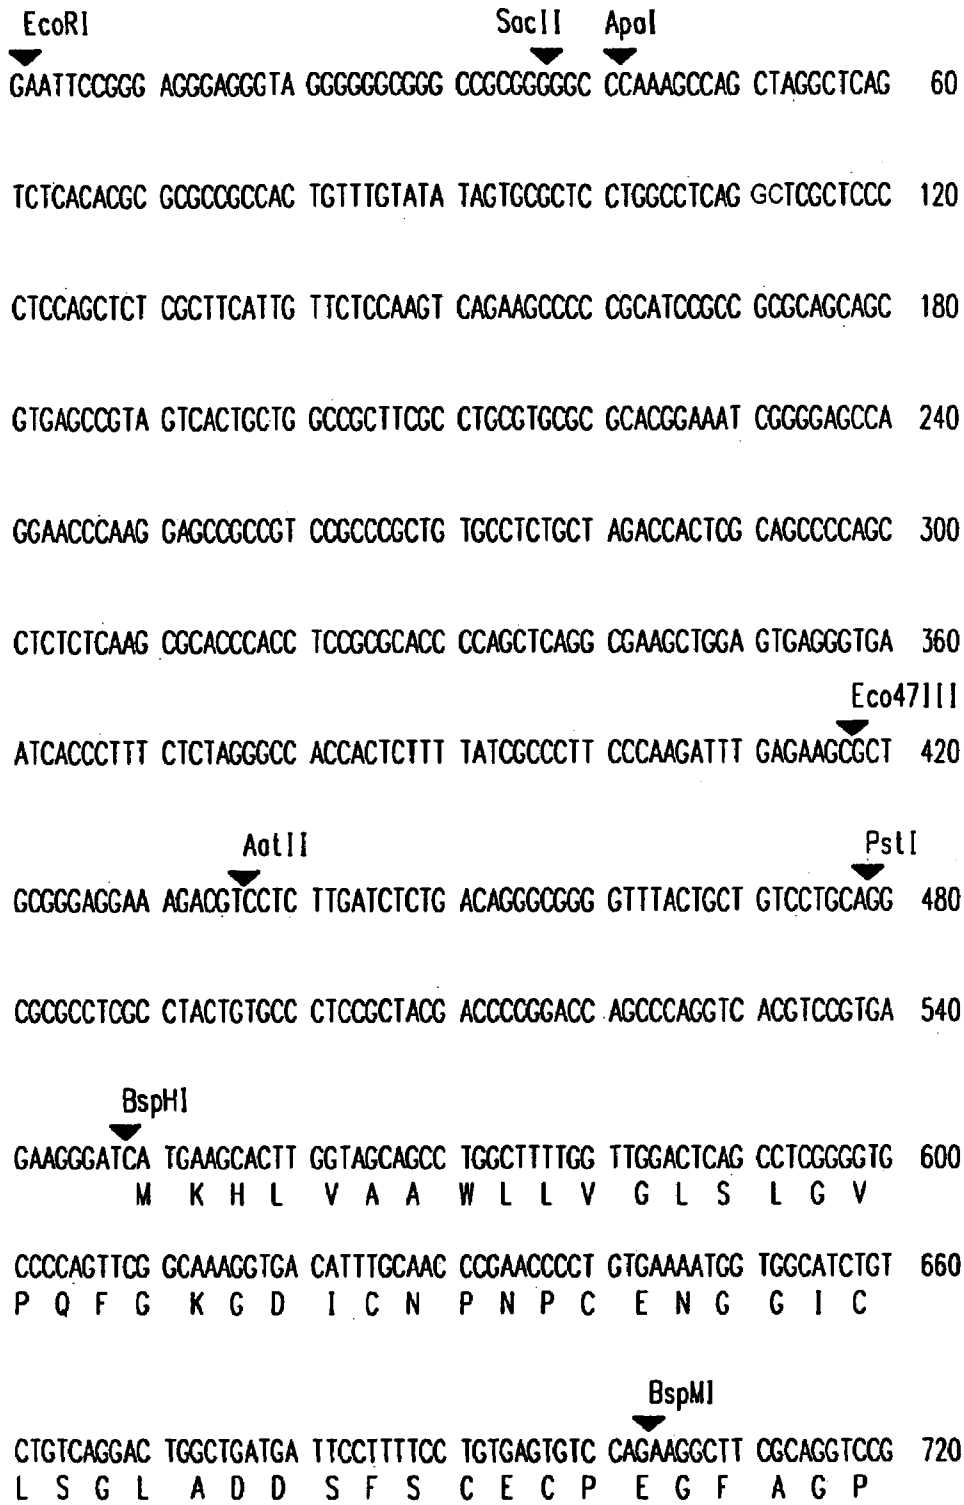 EcoRI SacII ApaI
GAATTCCGGG AGGGAGGGTA GGGGGGCGGG CCGCGGGGGC CCAAAGCCAG CTAGGCTCAG 60
TCTCACACGC GCGCCGCCAC TGTTTGTATA TAGTGCGCTC CTGGCCTCAG GCTCGCTCCC 120
CTCCAGCTCT CGCTTCATTG TTCTCCAAGT CAGAAGCCCC CGCATCCGCC GCGCAGCAGC 180
GTGAGCCGTA GTCACTGCTG GCCGCTTCGC CTGCGTGCGC GCACGGAAAT CGGGGAGCCA 240
GGAACCCAAG GAGCCGCCGT CCGCCCGCTG TGCCTCTGCT AGACCACTCG CAGCCCCAGC 300
CTCTCTCAAG CGCACCCACC TCCGCGCACC CCAGCTCAGG CGAAGCTGGA GTGAGGGTGA 360
Eco47III
ATCACCCTTT CTCTAGGGCC ACCACTCTTT TATCGCCCTT CCCAAGATTT GAGAAGCGCT 420
AatII PstI
GCGGGAGGAA AGACGTCCTC TTGATCTCTG ACAGGGCGGG GTTTACTGCT GTCCTGCAGG 480
CGCGCCTCGC CTACTGTGCC CTCCGCTACG ACCCCGGACC AGCCCAGGTC ACGTCCGTGA 540
BspHI
GAAGGGATCA TGAAGCACTT GGTAGCAGCC TGGCTTTTGG TTGGACTCAG CCTCGGGGTG 600
M K H L V A A W L L V G L S L G V
CCCCAGTTCG GCAAAGGTGA CATTTGCAAC CCGAACCCCT GTGAAAATGG TGGCATCTGT 660
P Q F G K G D I C N P N P C E N G G I C
BspMI
CTGTCAGGAC TGGCTGATGA TTCCTTTTCC TGTGAGTGTC CAGAAGGCTT CGCAGGTCCG 720
L S G L A D D S F S C E C P E G F A G P